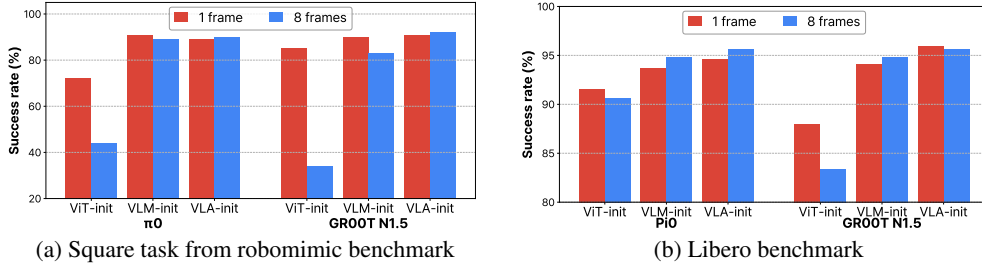 1 frame 8 frames
100
80
60
40
20
Success rate (%)
ViT-init VLM-init VLA-init ViT-init VLM-init VLA-init
π0 GR00T N1.5
(a) Square task from robomimic benchmark
1 frame 8 frames
95
90
85
80
Success rate (%)
ViT-init VLM-init VLA-init ViT-init VLM-init VLA-init
Pi0 GR00T N1.5
(b) Libero benchmark